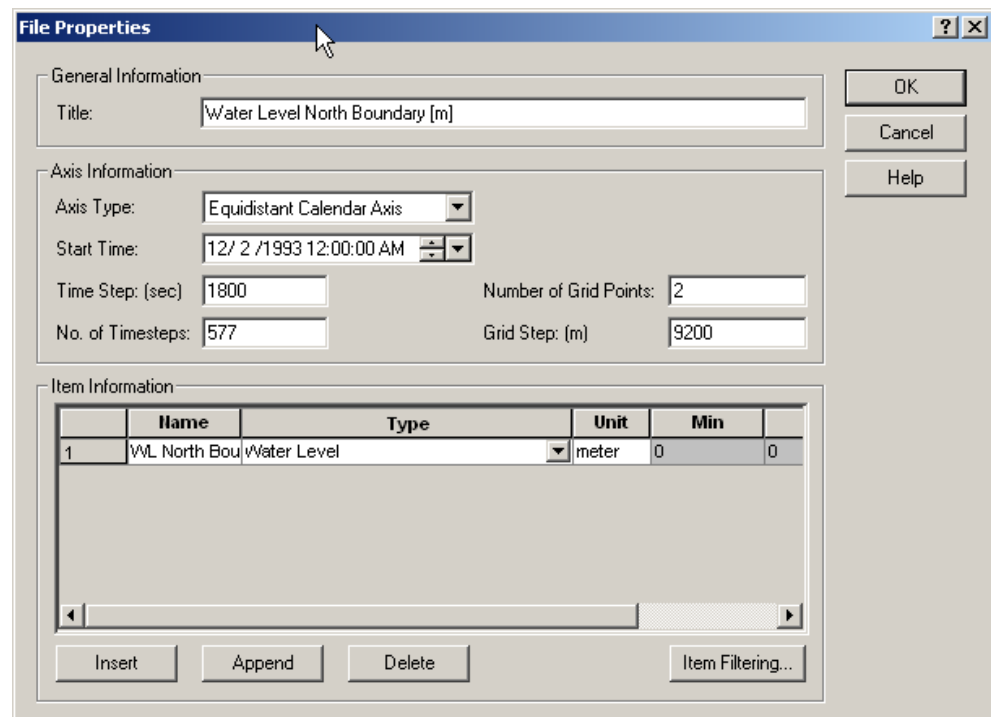 File Properties
General Information
OK
Title: Water Level North Boundary [m]
Cancel
Axis Information
Help
Axis Type: Equidistant Calendar Axis
Start Time: 12/ 2 /1993 12:00:00 AM
Time Step: (sec) 1800 Number of Grid Points: 2
No. of Timesteps: 577 Grid Step: (m) 9200
Item Information
Name Type Unit Min
1 WL North Bou Water Level meter 0 0
Insert Append Delete Item Filtering...